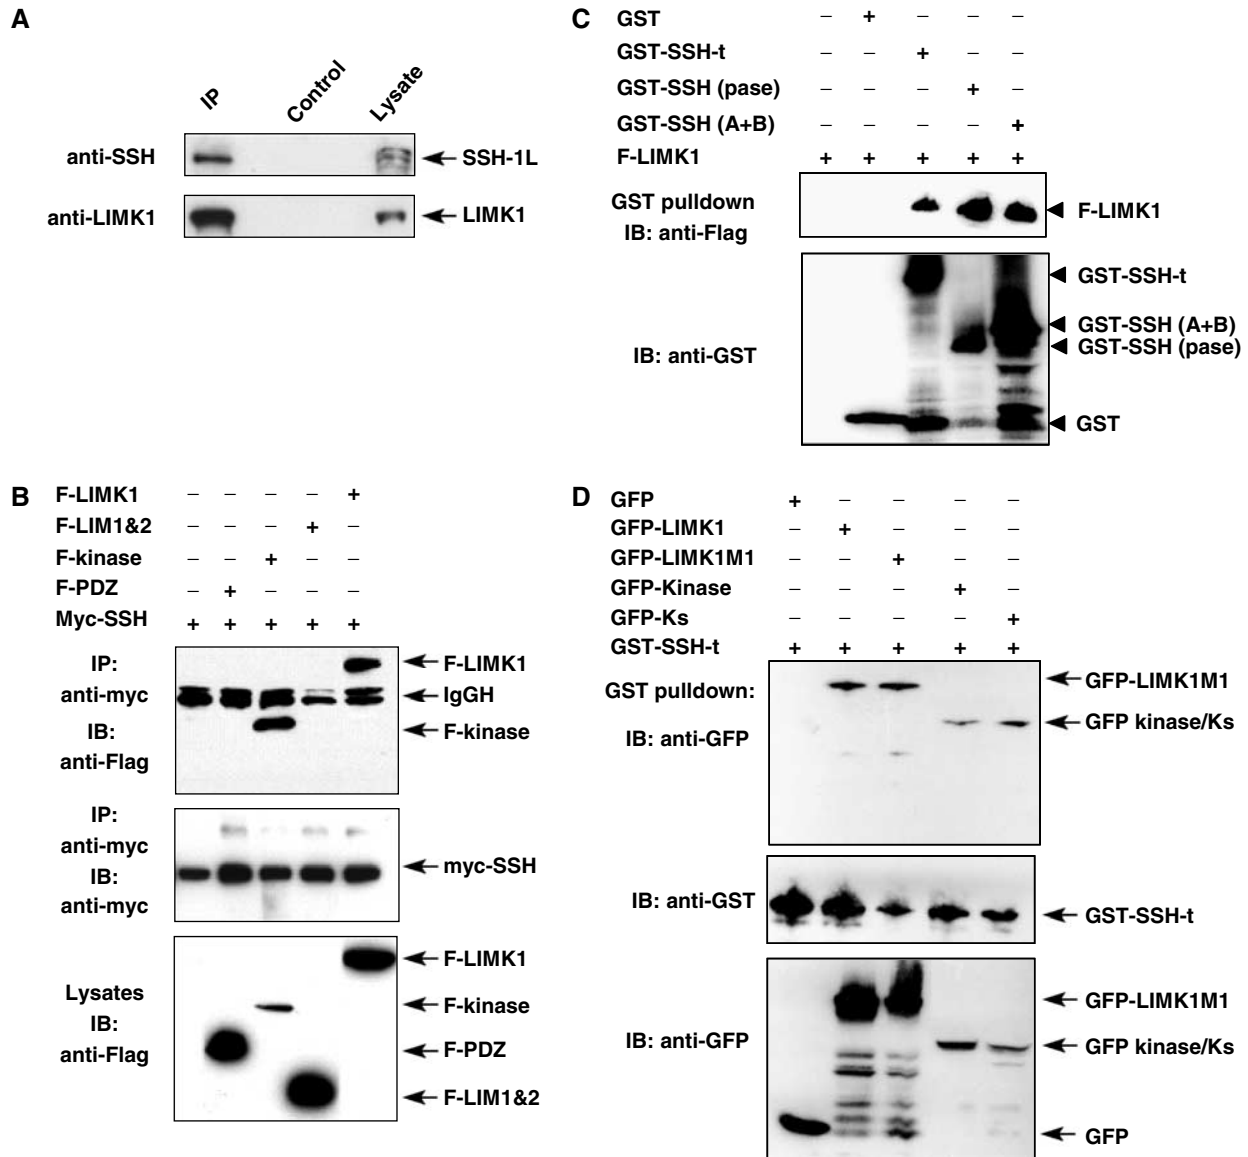 A
IP Control Lysate
anti-SSH SSH-1L
anti-LIMK1 LIMK1
B
F-LIMK1 – – – – +
F-LIM1&2 – – – + –
F-kinase – – + – –
F-PDZ – + – – –
Myc-SSH + + + + +
IP:
anti-myc
IB:
anti-Flag
F-LIMK1
IgGH
F-kinase
IP:
anti-myc
IB:
anti-myc
myc-SSH
Lysates
IB:
anti-Flag
F-LIMK1
F-kinase
F-PDZ
F-LIM1&2
C
GST – + – – –
GST-SSH-t – – + – –
GST-SSH (pase) – – – + –
GST-SSH (A+B) – – – – +
F-LIMK1 + + + + +
GST pulldown
IB: anti-Flag
F-LIMK1
IB: anti-GST
GST-SSH-t
GST-SSH (A+B)
GST-SSH (pase)
GST
D
GFP + – – – –
GFP-LIMK1 – + – – –
GFP-LIMK1M1 – – + – –
GFP-Kinase – – – + –
GFP-Ks – – – – +
GST-SSH-t + + + + +
GST pulldown:
IB: anti-GFP
GFP-LIMK1M1
GFP kinase/Ks
IB: anti-GST
GST-SSH-t
IB: anti-GFP
GFP-LIMK1M1
GFP kinase/Ks
GFP